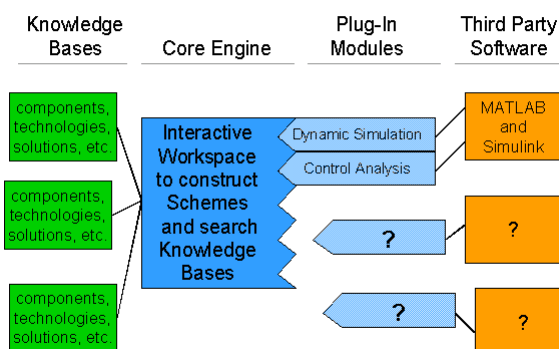 Knowledge
Bases
Core Engine
Plug-In
Modules
Third Party
Software
components,
technologies,
solutions, etc.
components,
technologies,
solutions, etc.
components,
technologies,
solutions, etc.
Interactive
Workspace
to construct
Schemes
and search
Knowledge
Bases
Dynamic Simulation
Control Analysis
?
?
MATLAB
and
Simulink
?
?